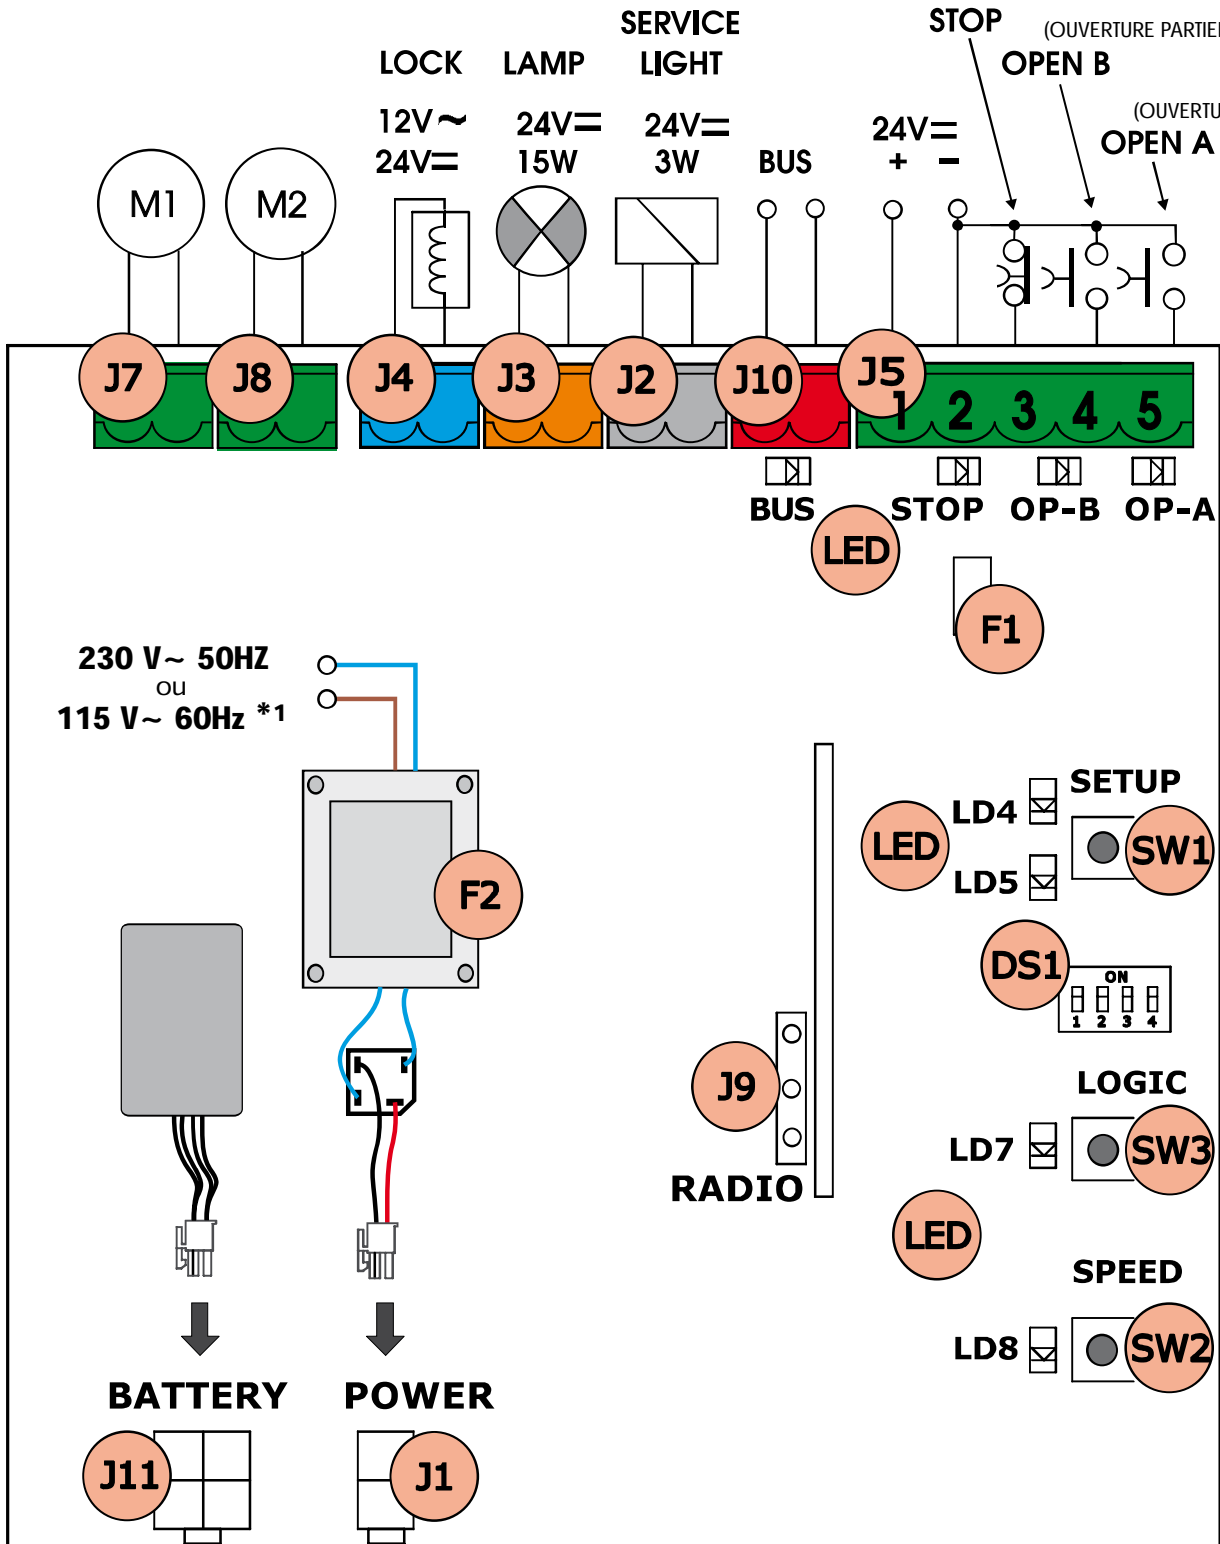 SERVICE
STOP
(OUVERTURE PARTIE
LOCK LAMP LIGHT
OPEN B
12V~ 24V= 24V=
24V=
(OUVERTU
OPEN A
24V= 15W 3W BUS
+ -
M1 M2
J7 J8 J4 J3 J2 J10 J5
1 2 3 4 5
BUS STOP OP-B OP-A
LED
F1
230 V~ 50HZ
ou
115 V~ 60Hz *1
SETUP
LD4
LED
SW1
LD5
F2
DS1
ON
1 2 3 4
LOGIC
J9
LD7
SW3
RADIO
LED
SPEED
LD8
SW2
BATTERY POWER
J11 J1